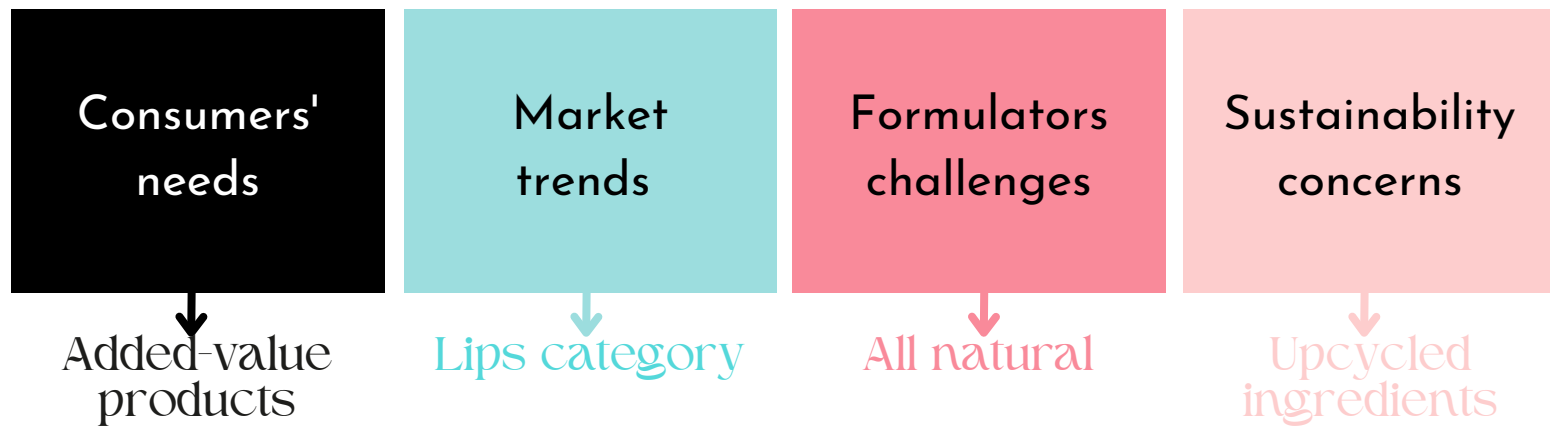 Consumers'
needs
Market
trends
Formulators
challenges
Sustainability
concerns
Added-value
products
Lips category
All natural
Upcycled
ingredients